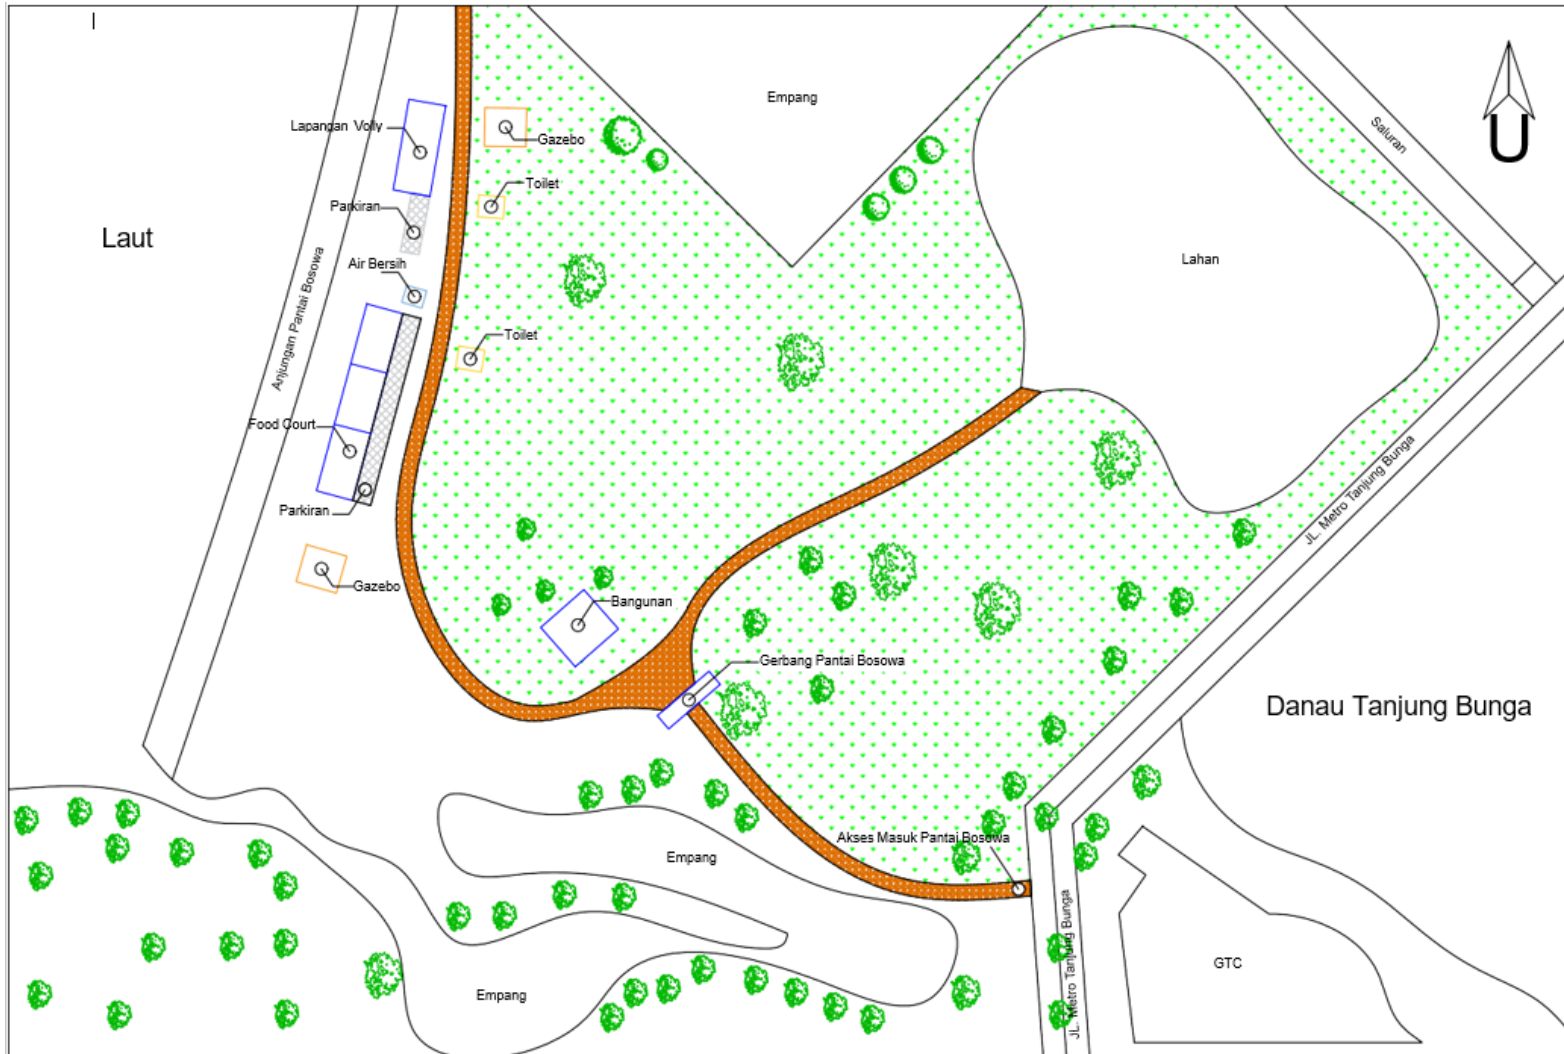 Empang
Saluran
U
Lapangan Volly
Gazebo
Toilet
Parkiran
Laut
Air Bersih
Lahan
Anjungan Pantai Bosowa
Toilet
Food Court
JL. Metro Tanjung Bunga
Parkiran
Gazebo
Bangunan
Gerbang Pantai Bosowa
Danau Tanjung Bunga
Akses Masuk Pantai Bosowa
Empang
JL. Metro Tanjung Bunga
GTC
Empang